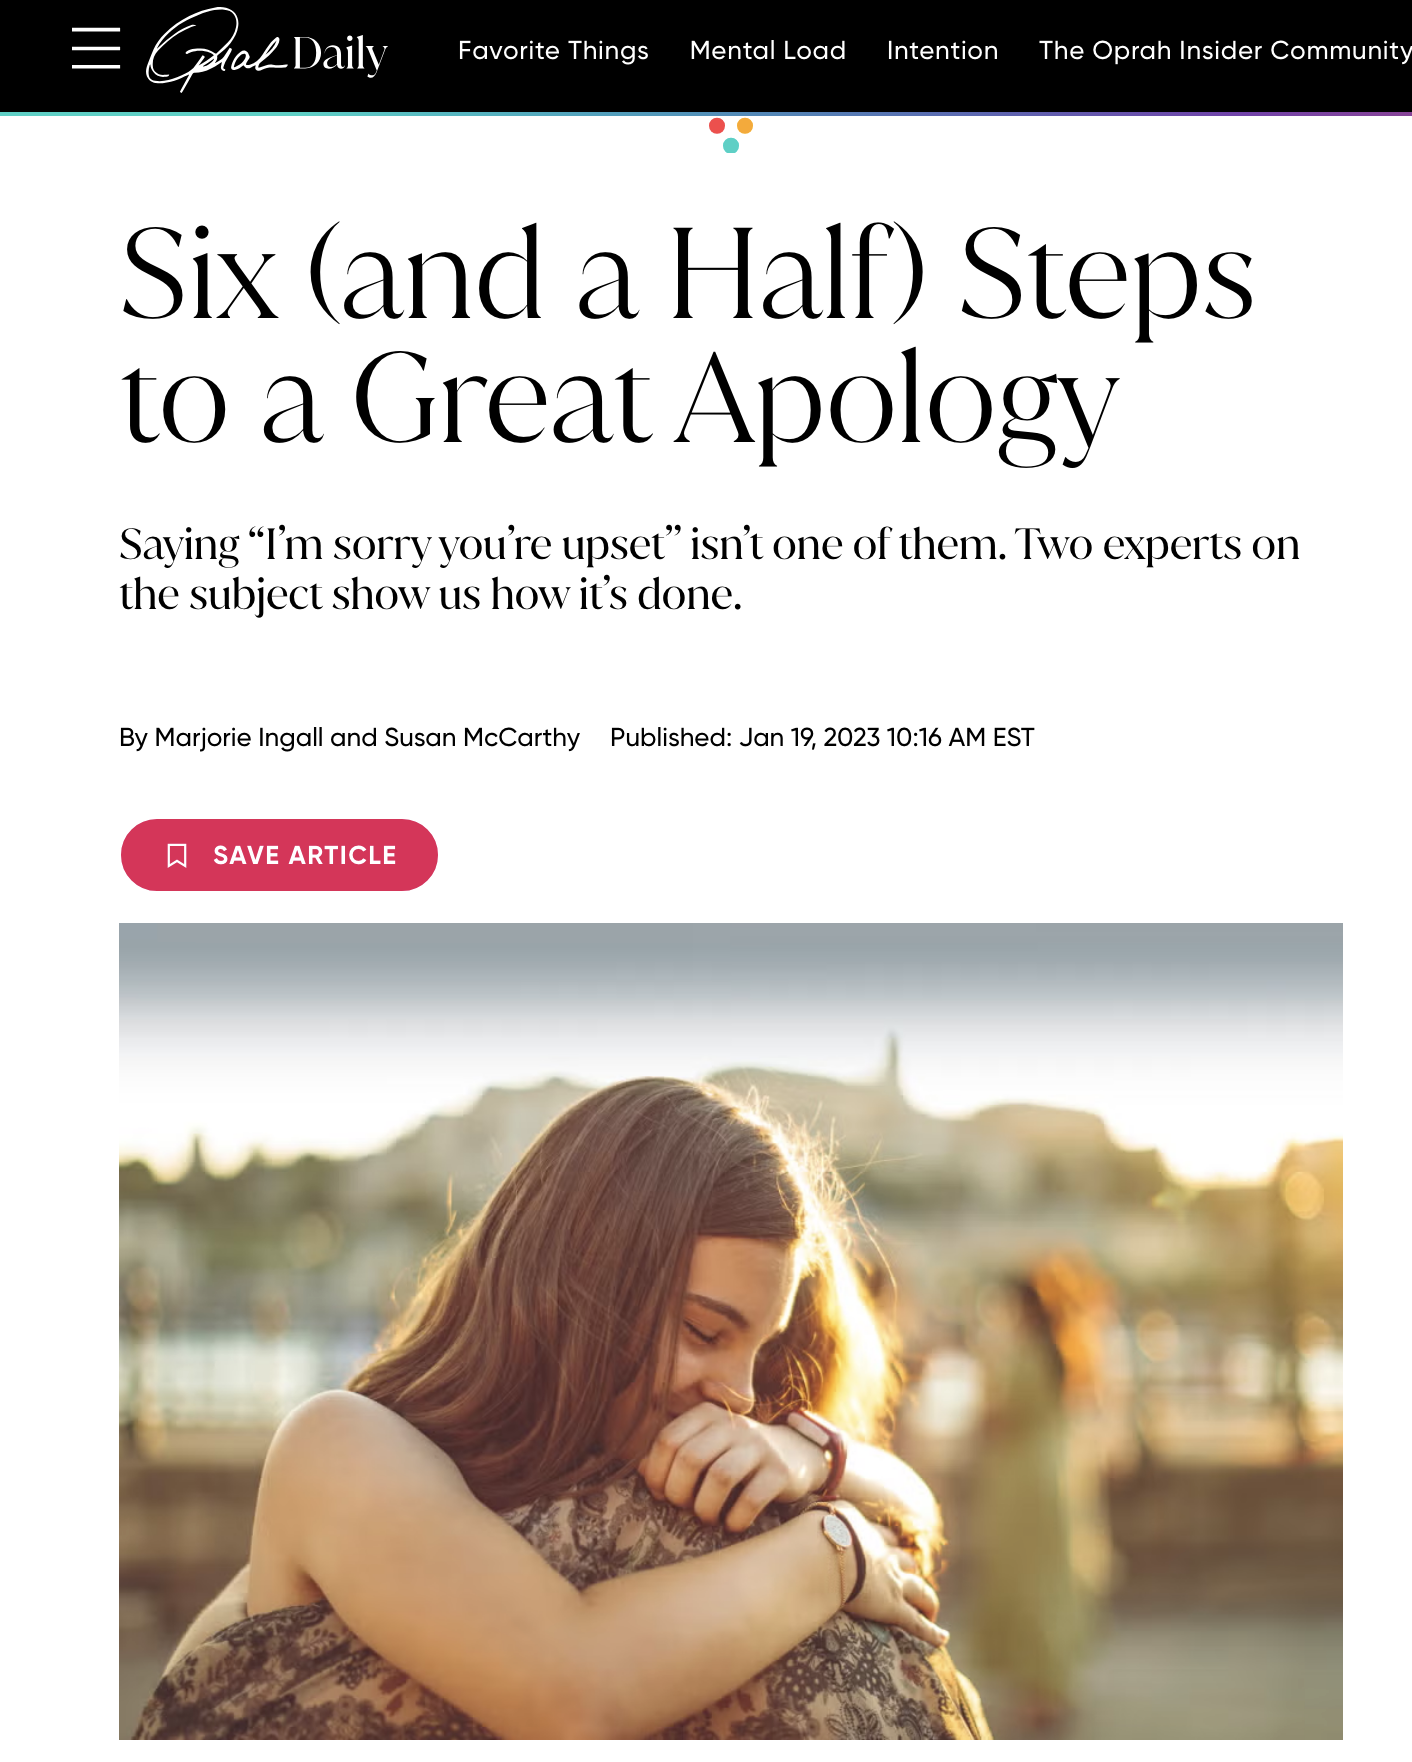 Oprah Daily
Favorite Things
Mental Load
Intention
The Oprah Insider Community
Six (and a Half) Steps
to a Great Apology
Saying “I’m sorry you’re upset” isn’t one of them. Two experts on
the subject show us how it’s done.
By Marjorie Ingall and Susan McCarthy Published: Jan 19, 2023 10:16 AM EST
SAVE ARTICLE